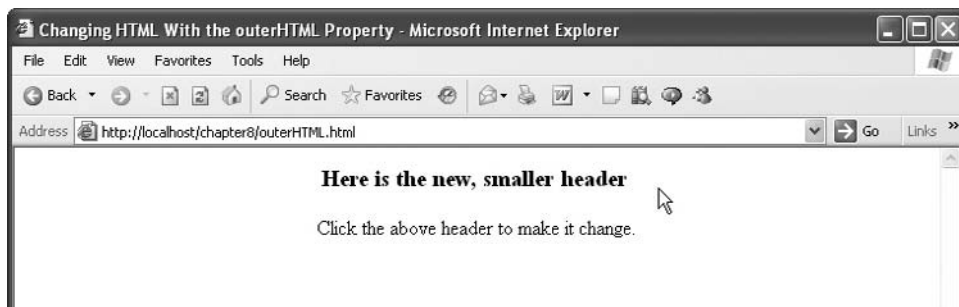 Changing HTML With the outerHTML Property - Microsoft Internet Explorer
File Edit View Favorites Tools Help
Back Search Favorites W
Address http://localhost/chapter8/outerHTML.html Go Links »
Here is the new, smaller header
Click the above header to make it change.